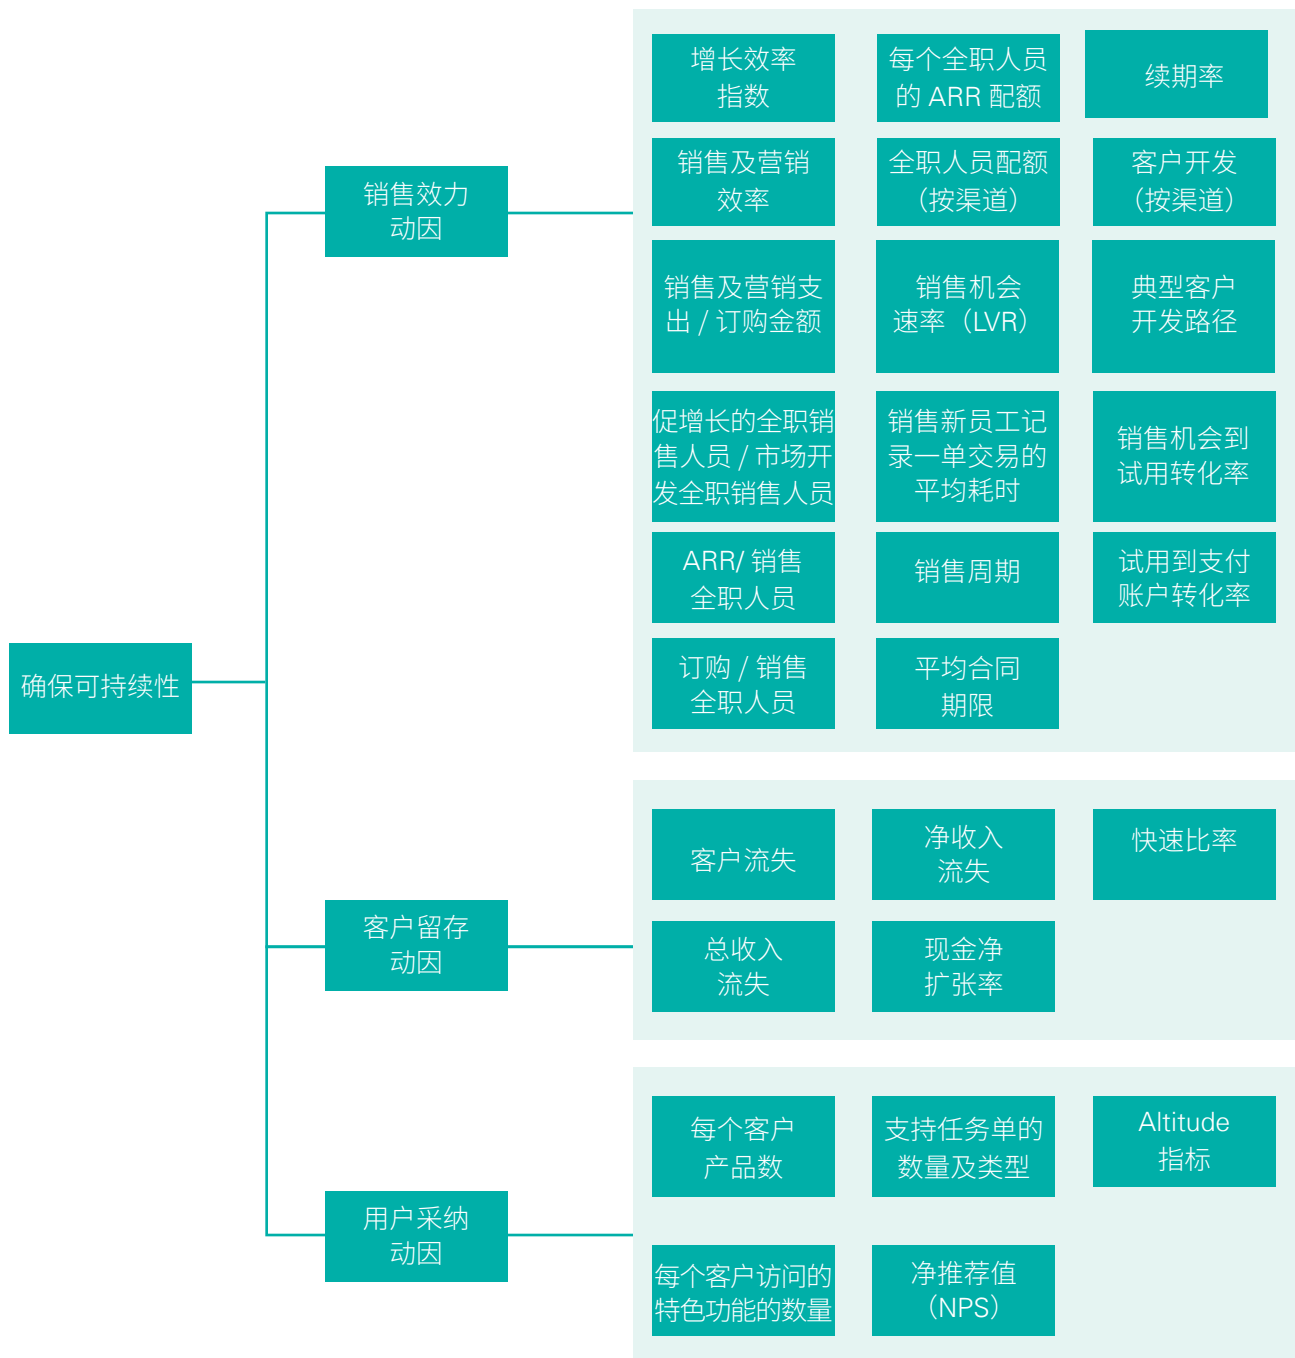 确保可持续性
销售效力
动因
增长效率
指数
每个全职人员
的 ARR 配额
续期率
销售及营销
效率
全职人员配额
（按渠道）
客户开发
（按渠道）
销售及营销支
出 / 订购金额
销售机会
速率（LVR）
典型客户
开发路径
促增长的全职销
售人员 / 市场开
发全职销售人员
销售新员工记
录一单交易的
平均耗时
销售机会到
试用转化率
ARR/ 销售
全职人员
销售周期
试用到支付
账户转化率
订购 / 销售
全职人员
平均合同
期限
客户留存
动因
客户流失
净收入
流失
快速比率
总收入
流失
现金净
扩张率
用户采纳
动因
每个客户
产品数
支持任务单的
数量及类型
Altitude
指标
每个客户访问的
特色功能的数量
净推荐值
（NPS）